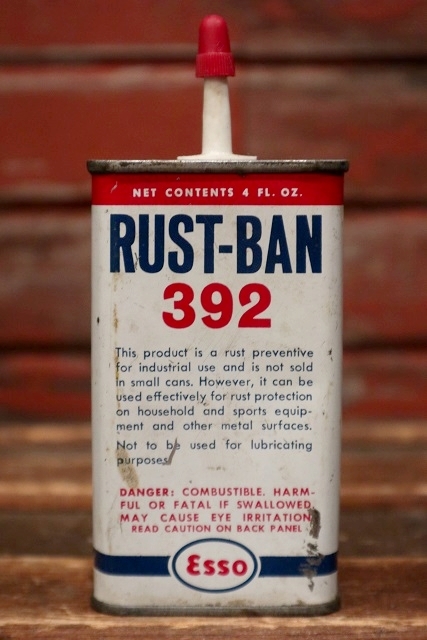 NET CONTENTS 4 FL. OZ.
RUST-BAN
392
This product is a rust preventive
for industrial use and is not sold
in small cans. However, it can be
used effectively for rust protection
on household and sports equip-
ment and other metal surfaces.
Not to be used for lubricating
purposes.
DANGER: COMBUSTIBLE. HARM-
FUL OR FATAL IF SWALLOWED
MAY CAUSE EYE IRRITATION
READ CAUTION ON BACK PANEL
Esso